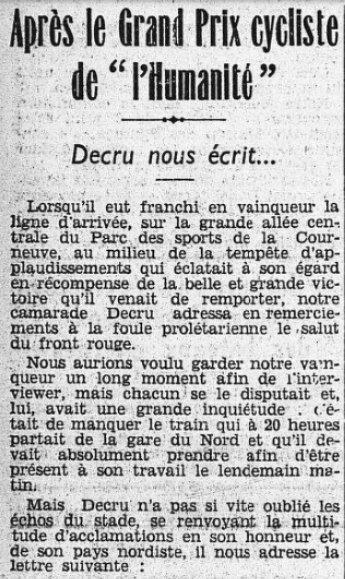 Après le Grand Prix cycliste
de "l'Humanité"
Decru nous écrit...
Lorsqu'il eut franchi en vainqueur la
ligne d'arrivée, sur la grande allée cen-
trale du Parc des sports de la Cour-
neuve, au milieu de la tempête d'ap-
plaudissements qui éclatait à son égard
en récompense de la belle et grande vic-
toire qu'il venait de remporter, notre
camarade Decru adressa en remercie-
ments à la foule prolétarienne le salut
du front rouge.
Nous aurions voulu garder notre vain-
queur un long moment afin de l'inter-
viewer, mais chacun se le disputait et,
lui, avait une grande inquiétude : c'é-
tait de manquer le train qui à 20 heures
partait de la gare du Nord et qu'il de-
vait absolument prendre afin d'être
présent à son travail le lendemain ma-
tin.
Mais Decru n'a pas si vite oublié les
échos du stade, se renvoyant la multi-
tude d'acclamations en son honneur et,
de son pays nordiste, il nous adresse la
lettre suivante :